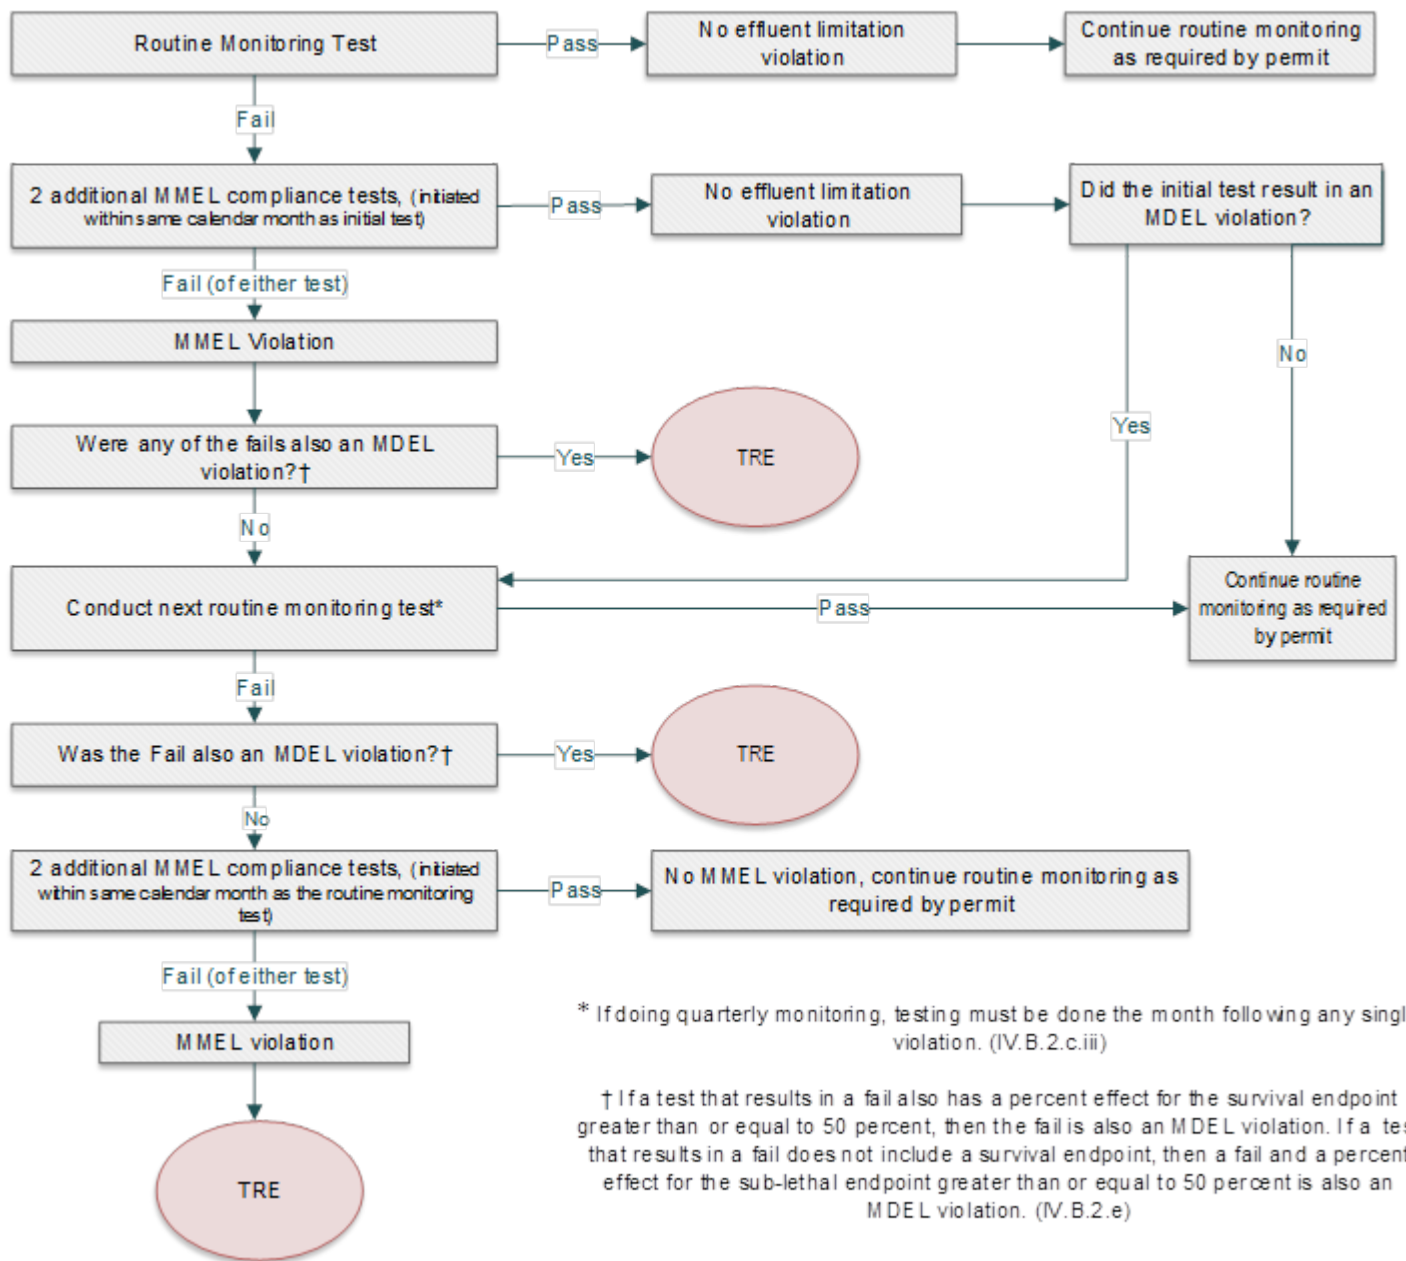 Routine Monitoring Test
Pass
No effluent limitation
violation
Continue routine monitoring
as required by permit
Fail
2 additional MMEL compliance tests, (initiated
within same calendar month as initial test)
Pass
No effluent limitation
violation
Did the initial test result in an
MDEL violation?
Fail (of either test)
MMEL Violation
No
Yes
Were any of the fails also an MDEL
violation?†
Yes
TRE
No
Conduct next routine monitoring test*
Pass
Continue routine
monitoring as required
by permit
Fail
Was the Fail also an MDEL violation?†
Yes
TRE
No
2 additional MMEL compliance tests, (initiated
within same calendar month as the routine monitoring
test)
Pass
No MMEL violation, continue routine monitoring as
required by permit
Fail (of either test)
MMEL violation
TRE
* If doing quarterly monitoring, testing must be done the month following any singl
violation. (IV.B.2.c.iii)
† If a test that results in a fail also has a percent effect for the survival endpoint
greater than or equal to 50 percent, then the fail is also an MDEL violation. If a tes
that results in a fail does not include a survival endpoint, then a fail and a percent
effect for the sub-lethal endpoint greater than or equal to 50 percent is also an
MDEL violation. (IV.B.2.e)